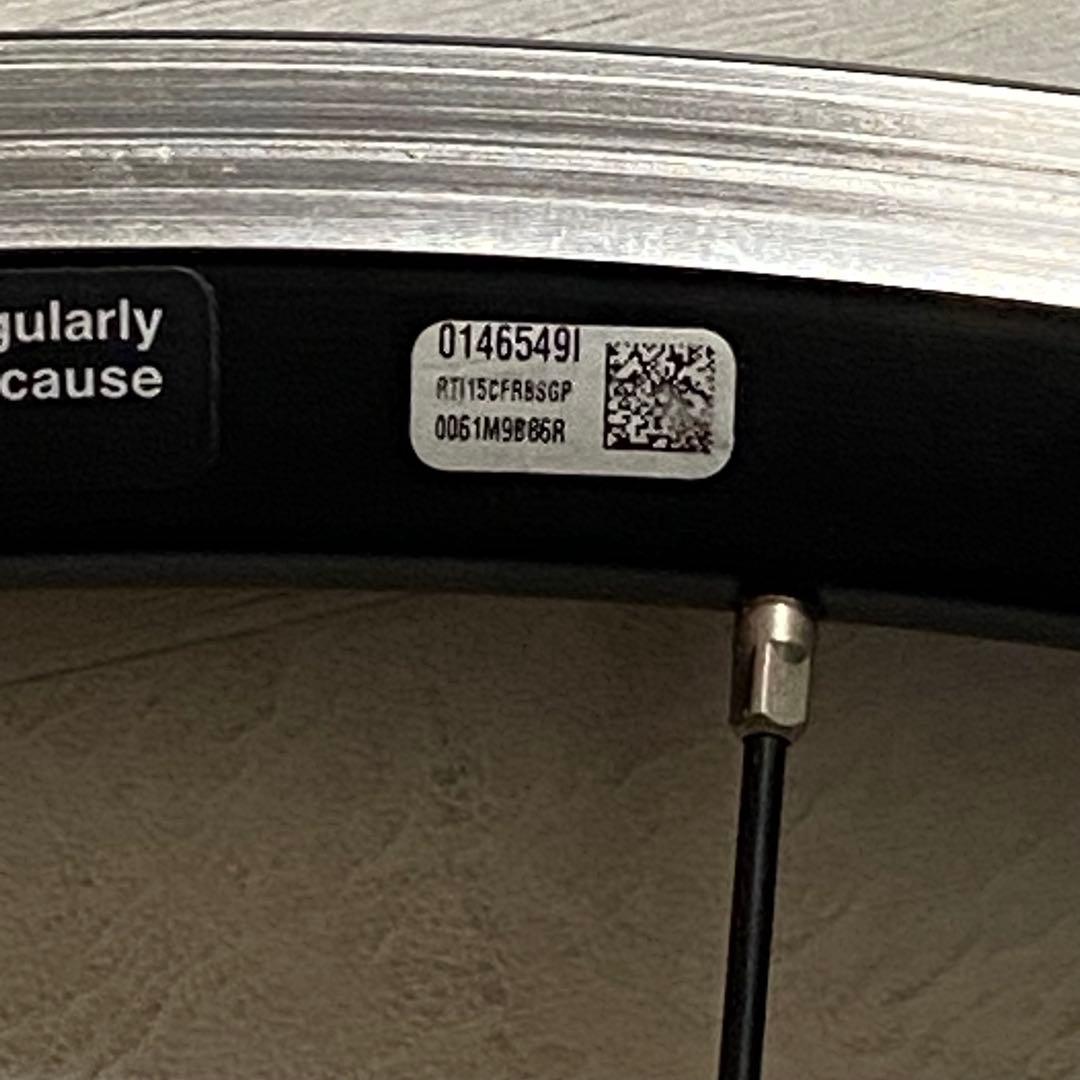 gularly
cause
0146549I
RTI15CFRBSGP
0061M9B86R